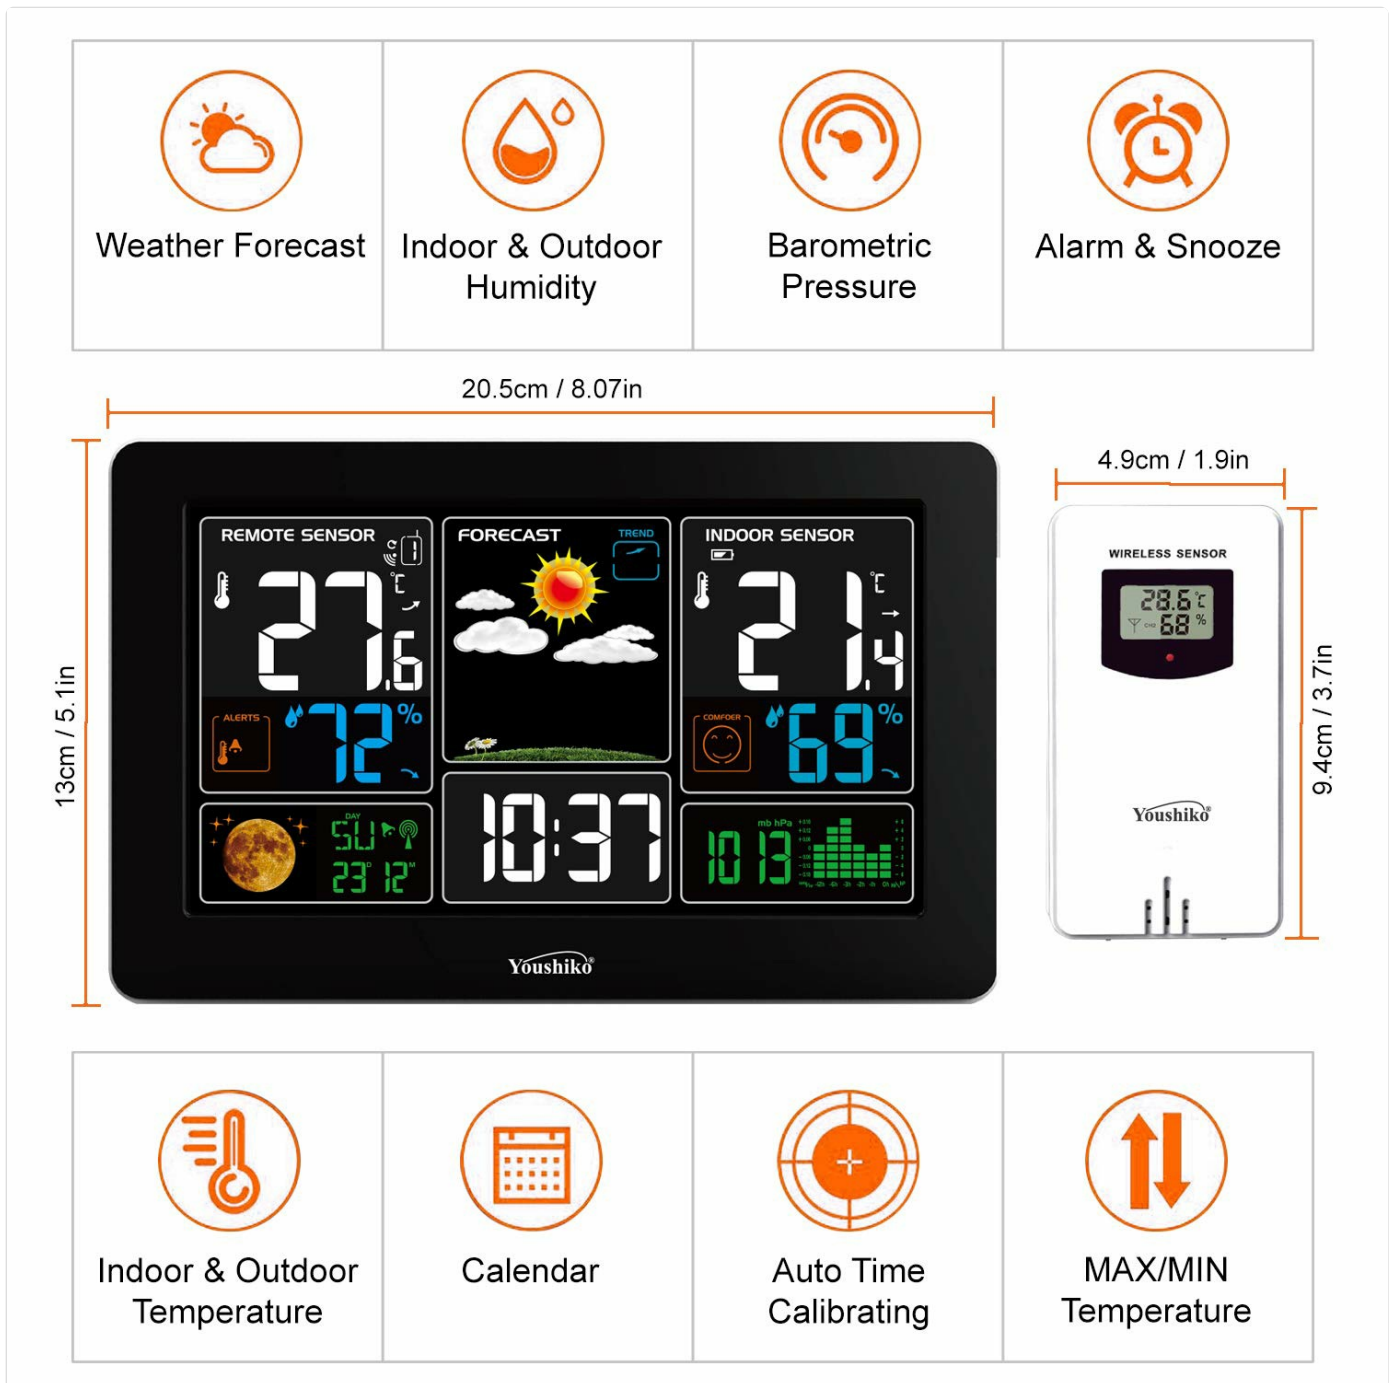 Weather Forecast
Indoor & Outdoor
Humidity
Barometric
Pressure
Alarm & Snooze
20.5cm / 8.07in
4.9cm / 1.9in
13cm / 5.1in
9.4cm / 3.7in
REMOTE SENSOR
1
27.6
°C
ALERTS
72%
FORECAST
TREND
INDOOR SENSOR
21.4
°C
COMFOER
69%
DAY
SU
23 D 12 M
10:37
mb hPa
1013
Youshiko®
WIRELESS SENSOR
28.6°C
CH2 68%
Youshiko®
Indoor & Outdoor
Temperature
Calendar
Auto Time
Calibrating
MAX/MIN
Temperature